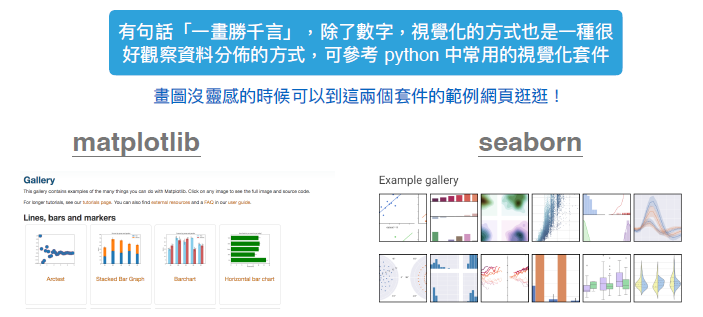 有句話「一畫勝千言」，除了數字，視覺化的方式也是一種很
好觀察資料分佈的方式，可參考 python 中常用的視覺化套件
畫圖沒靈感的時候可以到這兩個套件的範例網頁逛逛！
matplotlib
seaborn
Gallery
This gallery contains examples of the many things you can do with Matplotlib. Click on any image to see the full image and source code.
For longer tutorials, see our tutorials page. You can also find external resources and a FAQ in our user guide.
Lines, bars and markers
Arctest
Stacked Bar Graph
Barchart
Horizontal bar chart
Example gallery